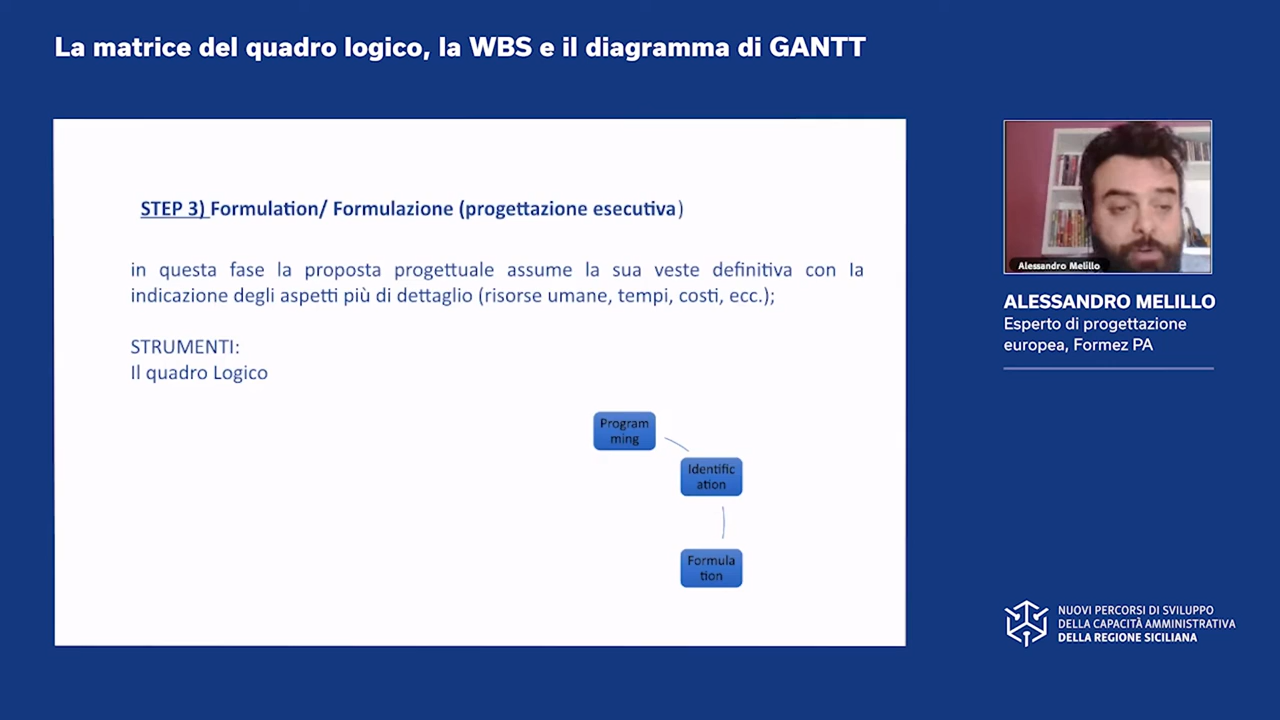 La matrice del quadro logico, la WBS e il diagramma di GANTT
STEP 3) Formulation/ Formulazione (progettazione esecutiva)
in questa fase la proposta progettuale assume la sua veste definitiva con la
indicazione degli aspetti più di dettaglio (risorse umane, tempi, costi, ecc.);
STRUMENTI:
Il quadro Logico
Program
ming
Identific
ation
Formula
tion
Alessandro Melillo
ALESSANDRO MELILLO
Esperto di progettazione
europea, Formez PA
NUOVI PERCORSI DI SVILUPPO
DELLA CAPACITÀ AMMINISTRATIVA
DELLA REGIONE SICILIANA